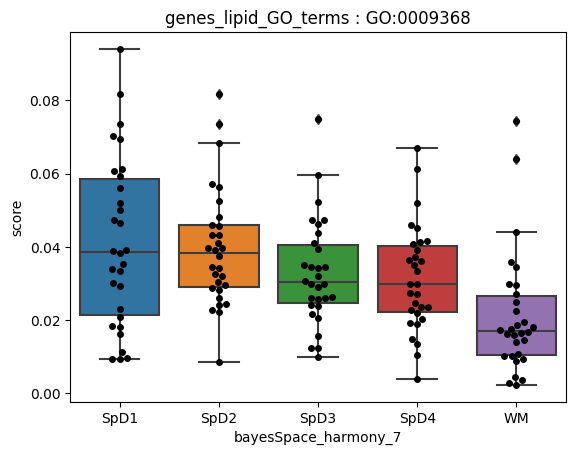 genes_lipid_GO_terms : GO:0009368
score
0.08
0.06
0.04
0.02
0.00
SpD1 SpD2 SpD3 SpD4 WM
bayesSpace_harmony_7